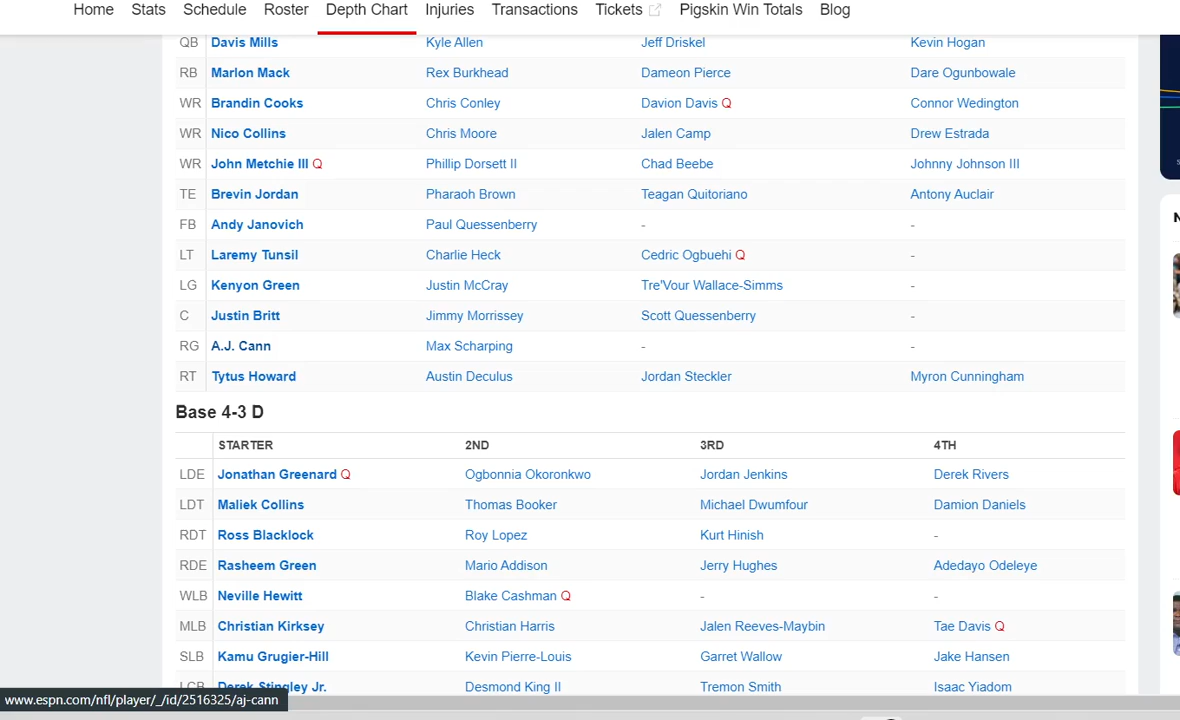 Home Stats Schedule Roster Depth Chart Injuries Transactions Tickets Pigskin Win Totals Blog
QB Davis Mills Kyle Allen Jeff Driskel Kevin Hogan
RB Marlon Mack Rex Burkhead Dameon Pierce Dare Ogunbowale
WR Brandin Cooks Chris Conley Davion Davis Q Connor Wedington
WR Nico Collins Chris Moore Jalen Camp Drew Estrada
WR John Metchie III Q Phillip Dorsett II Chad Beebe Johnny Johnson III
TE Brevin Jordan Pharaoh Brown Teagan Quitoriano Antony Auclair
FB Andy Janovich Paul Quessenberry - -
LT Laremy Tunsil Charlie Heck Cedric Ogbuehi Q -
LG Kenyon Green Justin McCray Tre'Vour Wallace-Simms -
C Justin Britt Jimmy Morrissey Scott Quessenberry -
RG A.J. Cann Max Scharping - -
RT Tytus Howard Austin Deculus Jordan Steckler Myron Cunningham
Base 4-3 D
STARTER 2ND 3RD 4TH
LDE Jonathan Greenard Q Ogbonnia Okoronkwo Jordan Jenkins Derek Rivers
LDT Maliek Collins Thomas Booker Michael Dwumfour Damion Daniels
RDT Ross Blacklock Roy Lopez Kurt Hinish -
RDE Rasheem Green Mario Addison Jerry Hughes Adedayo Odeleye
WLB Neville Hewitt Blake Cashman Q - -
MLB Christian Kirksey Christian Harris Jalen Reeves-Maybin Tae Davis Q
SLB Kamu Grugier-Hill Kevin Pierre-Louis Garret Wallow Jake Hansen
LCB Derek Stingley Jr. Desmond King II Tremon Smith Isaac Yiadom
www.espn.com/nfl/player/_/id/2516325/aj-cann